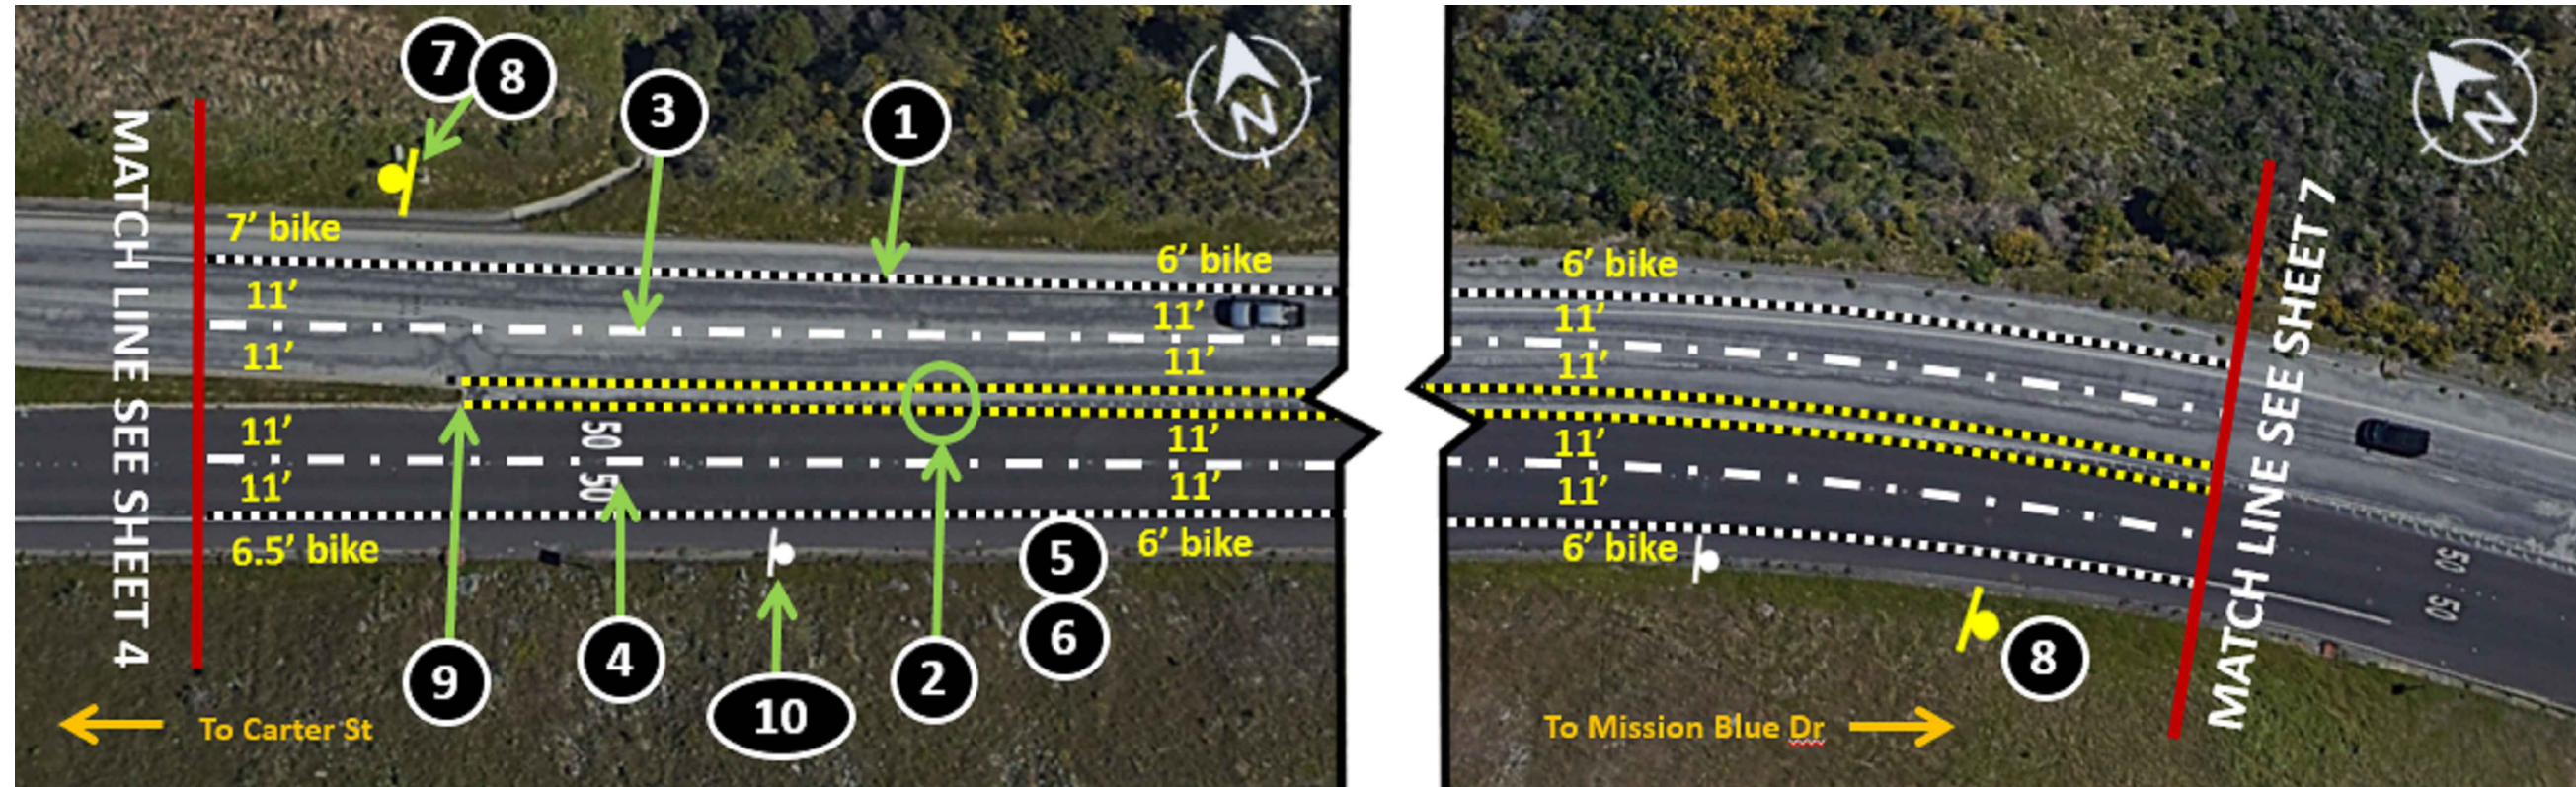 7
8
3
1
N
N
MATCH LINE SEE SHEET 4
7’ bike
11’
11’
11’
11’
6.5’ bike
50
50
6’ bike
11’
11’
11’
11’
6’ bike
5
6
9
4
10
2
To Carter St
6’ bike
11’
11’
11’
11’
6’ bike
8
To Mission Blue Dr
MATCH LINE SEE SHEET 7
50
50